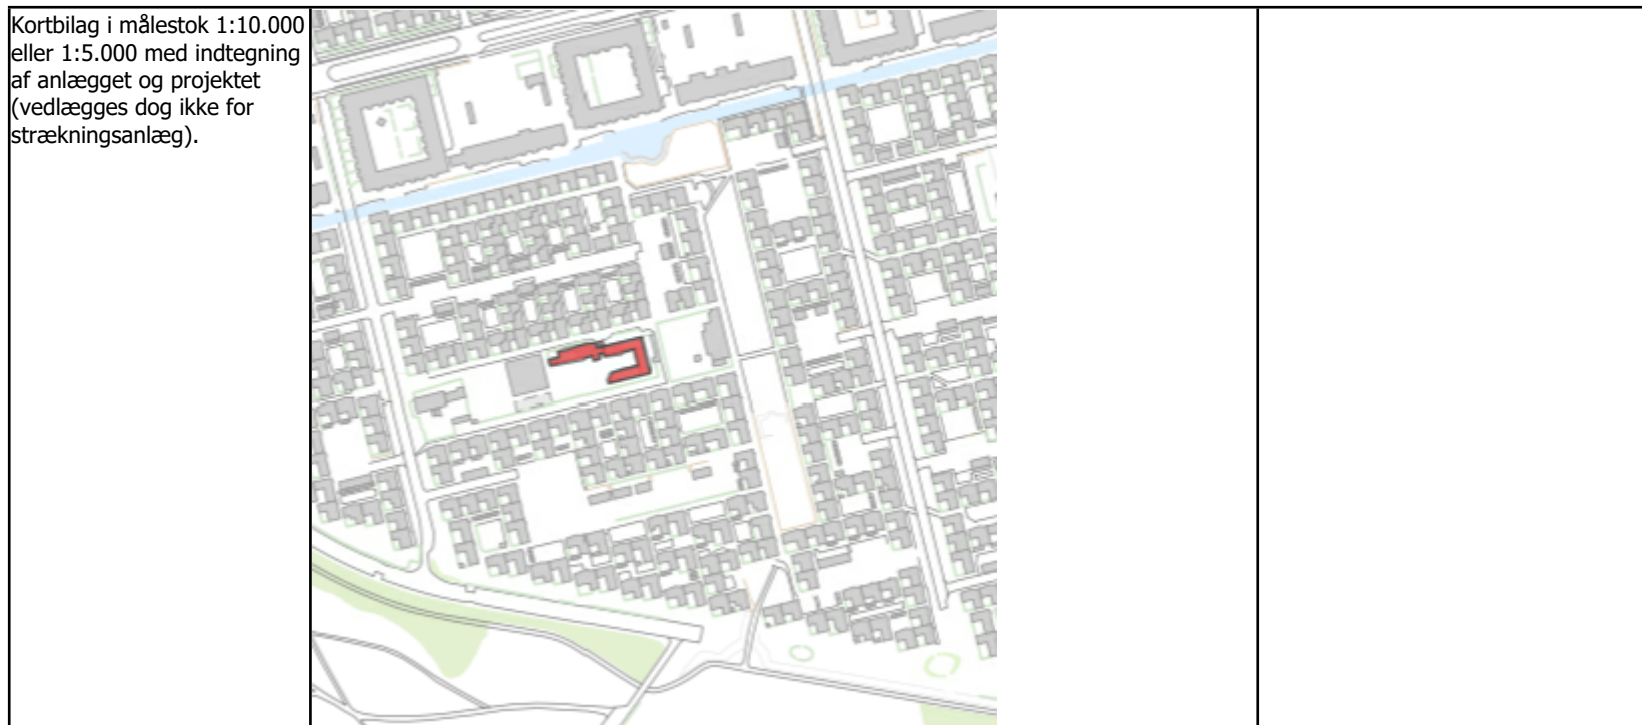 Kortbilag i målestok 1:10.000
eller 1:5.000 med indtegning
af anlægget og projektet
(vedlægges dog ikke for
strækningsanlæg).